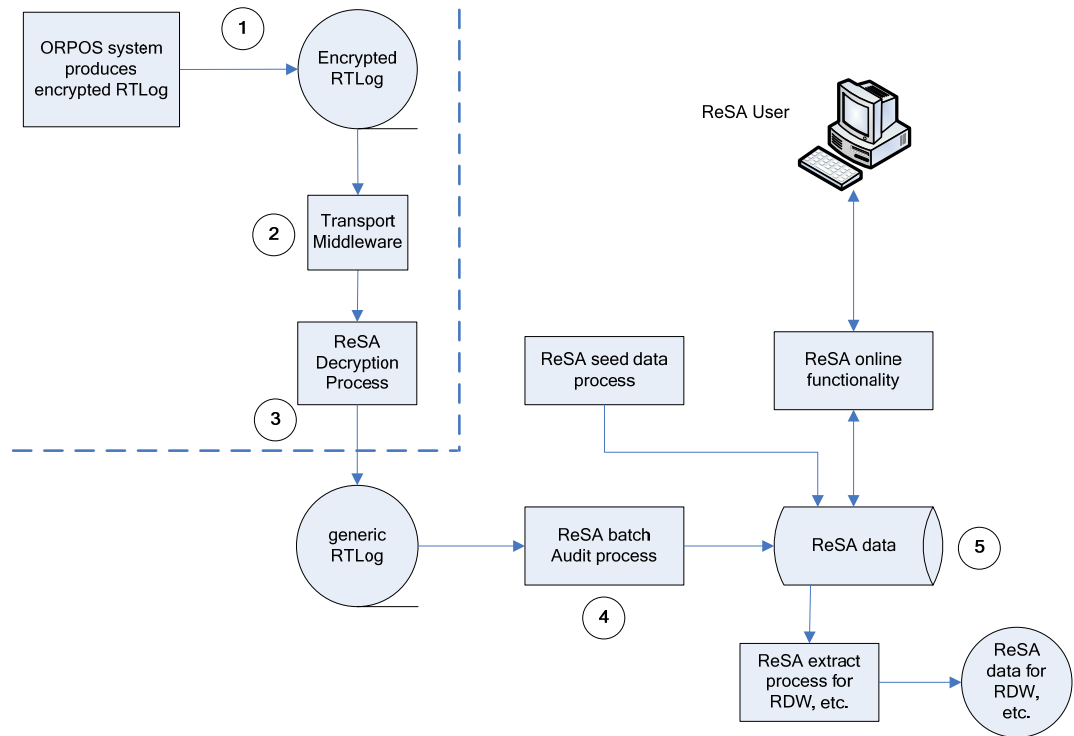 1
ORPOS system
produces
encrypted RTLog
Encrypted
RTLog
ReSA User
2
Transport
Middleware
ReSA
Decryption
Process
3
ReSA seed data
process
ReSA online
functionality
generic
RTLog
ReSA batch
Audit process
4
ReSA data
5
ReSA extract
process for
RDW, etc.
ReSA
data for
RDW,
etc.